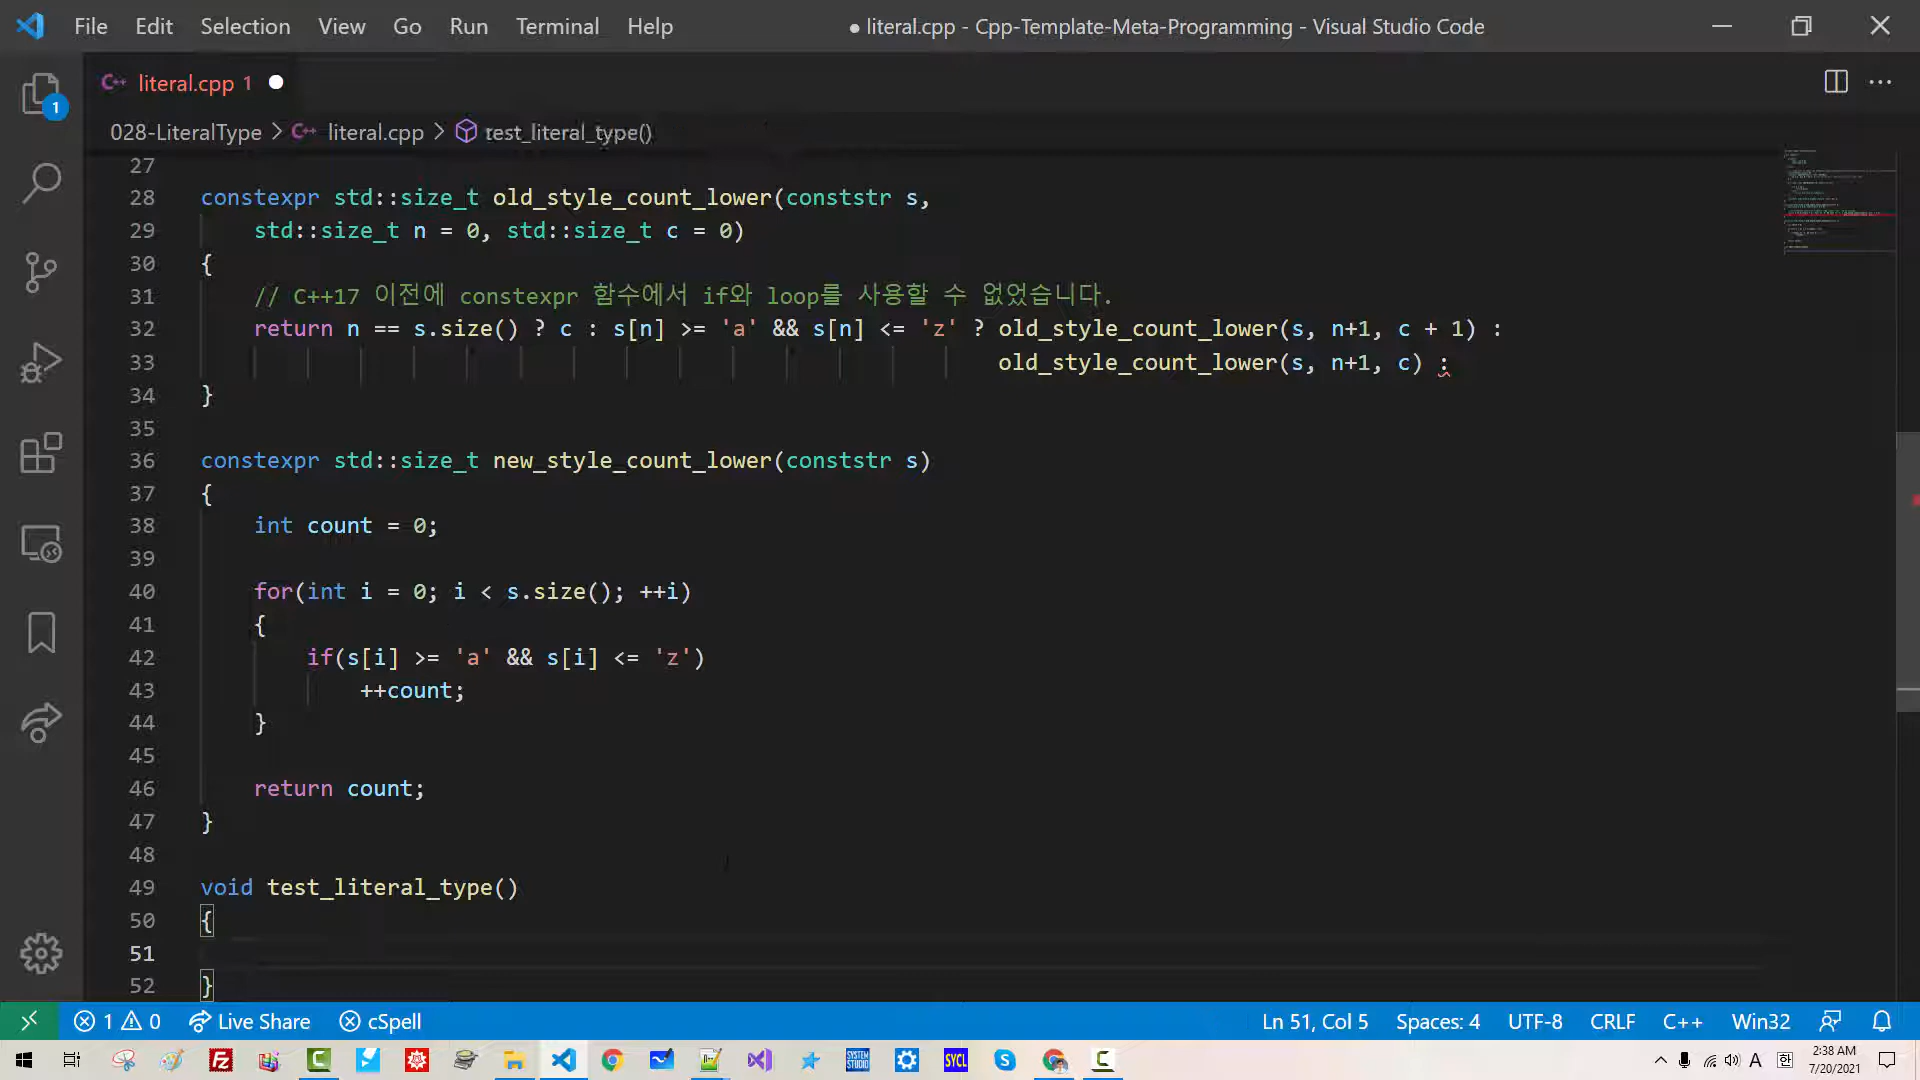 File Edit Selection View Go Run Terminal Help
● literal.cpp - Cpp-Template-Meta-Programming - Visual Studio Code
literal.cpp 1
028-LiteralType > literal.cpp > test_literal_type()
27
28 constexpr std::size_t old_style_count_lower(conststr s,
29 std::size_t n = 0, std::size_t c = 0)
30 {
31 // C++17 이전에 constexpr 함수에서 if와 loop를 사용할 수 없었습니다.
32 return n == s.size() ? c : s[n] >= 'a' && s[n] <= 'z' ? old_style_count_lower(s, n+1, c + 1) :
33 old_style_count_lower(s, n+1, c) :
34 }
35
36 constexpr std::size_t new_style_count_lower(conststr s)
37 {
38 int count = 0;
39
40 for(int i = 0; i < s.size(); ++i)
41 {
42 if(s[i] >= 'a' && s[i] <= 'z')
43 ++count;
44 }
45
46 return count;
47 }
48
49 void test_literal_type()
50 {
51
52 }
1
1 0 Live Share cSpell
Ln 51, Col 5 Spaces: 4 UTF-8 CRLF C++ Win32
SYSTEM STUDIO
SYCL
A 한 2:38 AM
7/20/2021